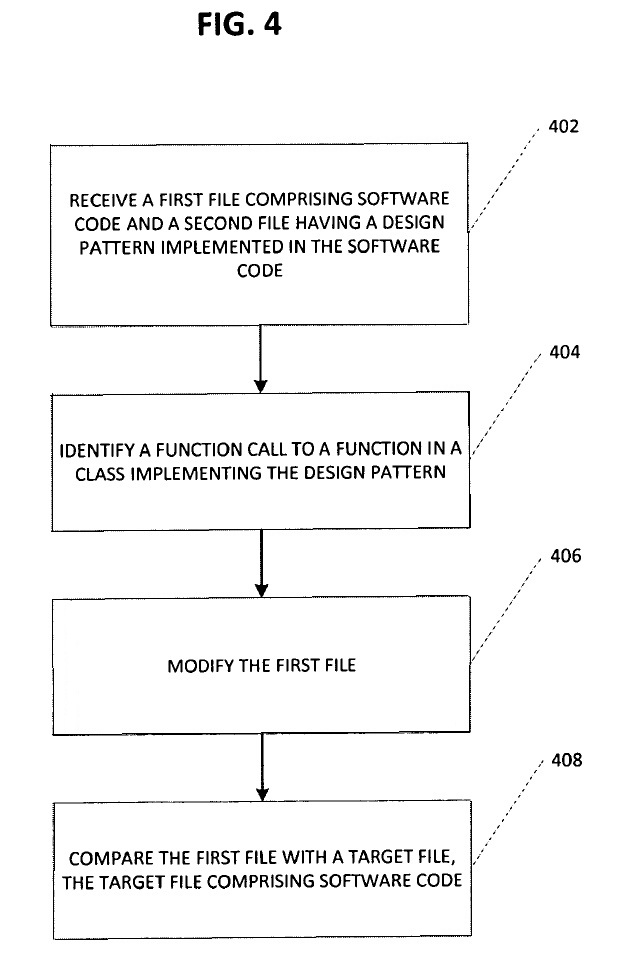 FIG. 4
402
RECEIVE A FIRST FILE COMPRISING SOFTWARE
CODE AND A SECOND FILE HAVING A DESIGN
PATTERN IMPLEMENTED IN THE SOFTWARE
CODE
404
IDENTIFY A FUNCTION CALL TO A FUNCTION IN A
CLASS IMPLEMENTING THE DESIGN PATTERN
406
MODIFY THE FIRST FILE
408
COMPARE THE FIRST FILE WITH A TARGET FILE,
THE TARGET FILE COMPRISING SOFTWARE CODE